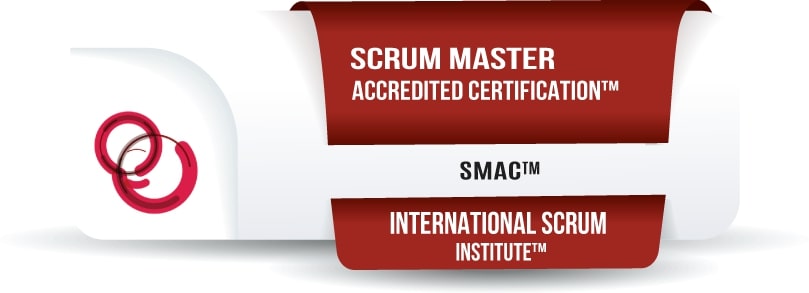 SCRUM MASTER
ACCREDITED CERTIFICATION™
SMAC™
INTERNATIONAL SCRUM
INSTITUTE™